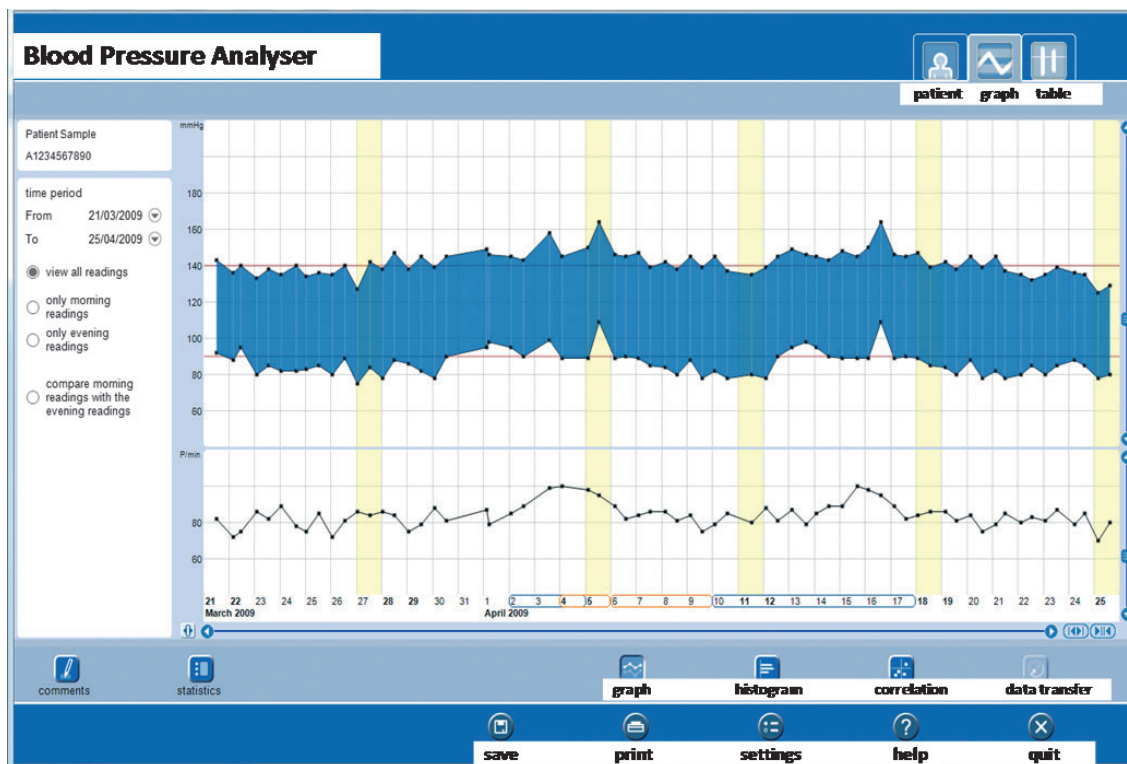 Blood Pressure Analyser
patient graph table
Patient Sample
A1234567890
time period
From 21/03/2009
To 25/04/2009
view all readings
only morning
readings
only evening
readings
compare morning
readings with the
evening readings
mmHg
180
160
140
120
100
80
60
P/min
80
60
21 22 23 24 25 26 27 28 29 30 31 1 2 3 4 5 6 7 8 9 10 11 12 13 14 15 16 17 18 19 20 21 22 23 24 25
March 2009 April 2009
comments statistics graph histogram correlation data transfer
save print settings help quit